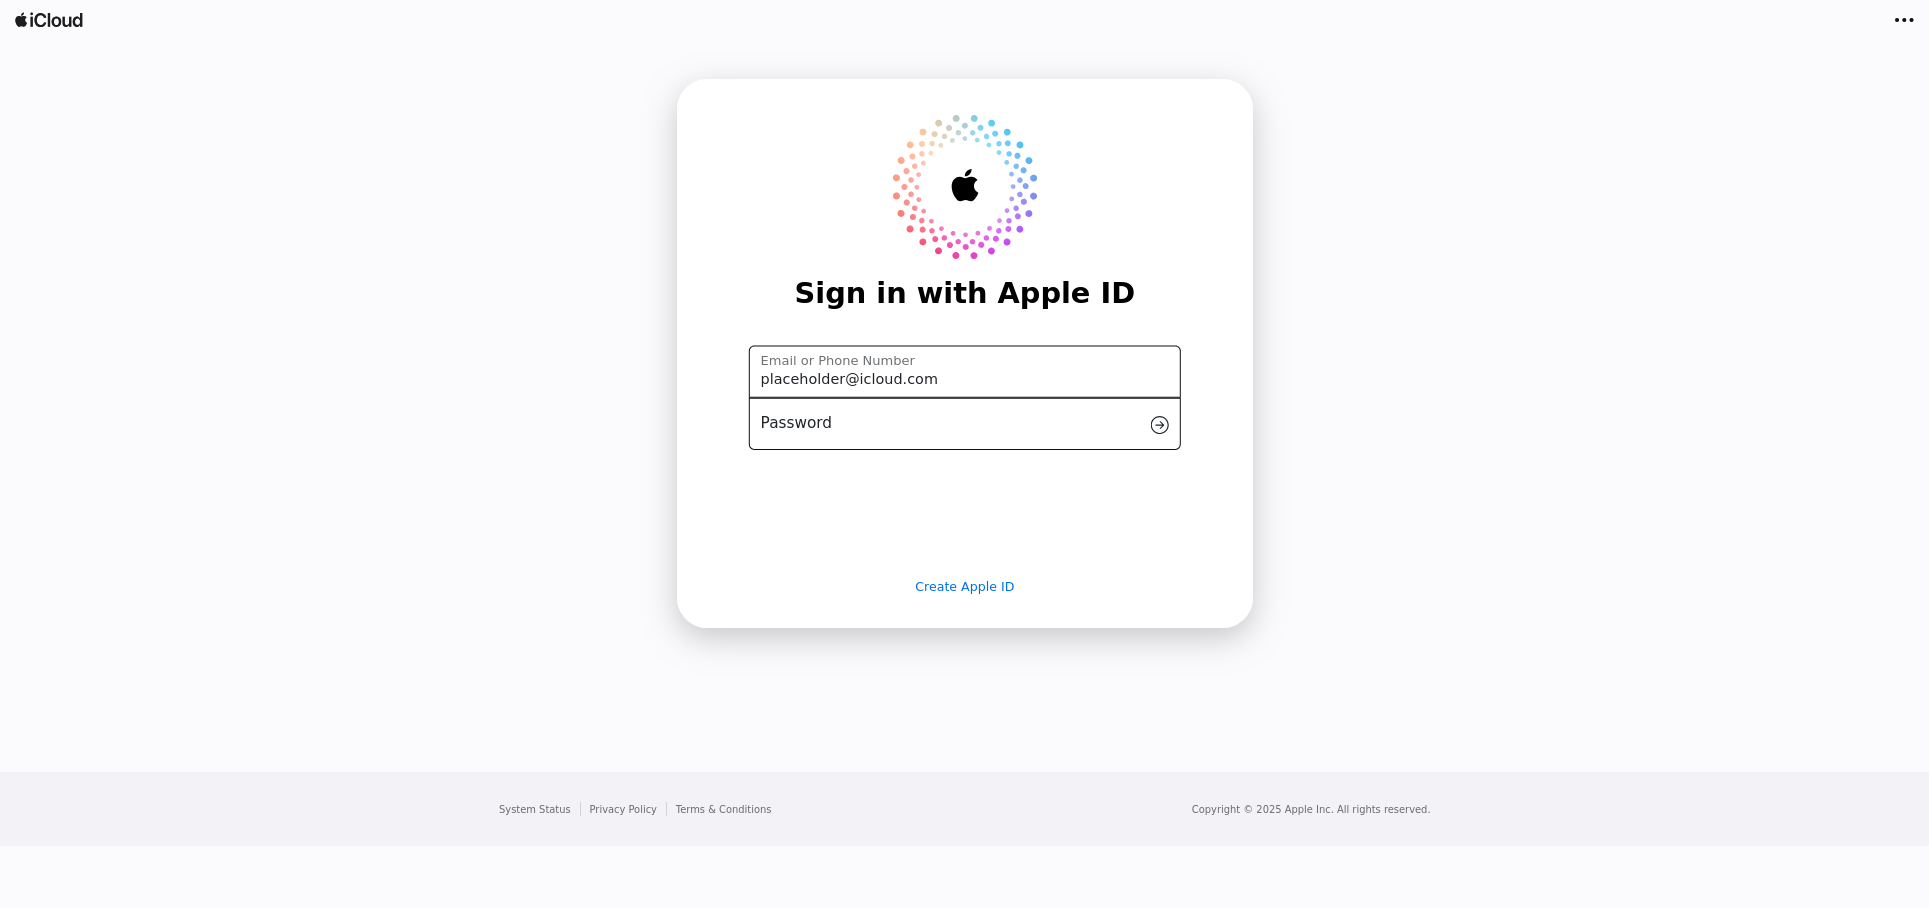 iCloud
Sign in with Apple ID
Email or Phone Number
placeholder@icloud.com
Password
Create Apple ID
System Status
Privacy Policy
Terms & Conditions
Copyright © 2025 Apple Inc. All rights reserved.